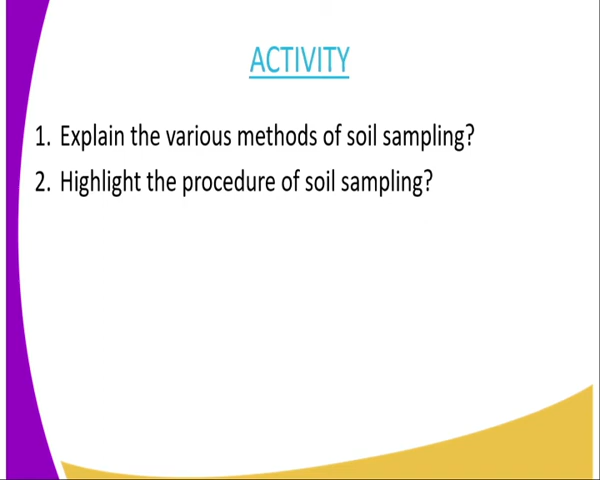 ACTIVITY
1. Explain the various methods of soil sampling?
2. Highlight the procedure of soil sampling?